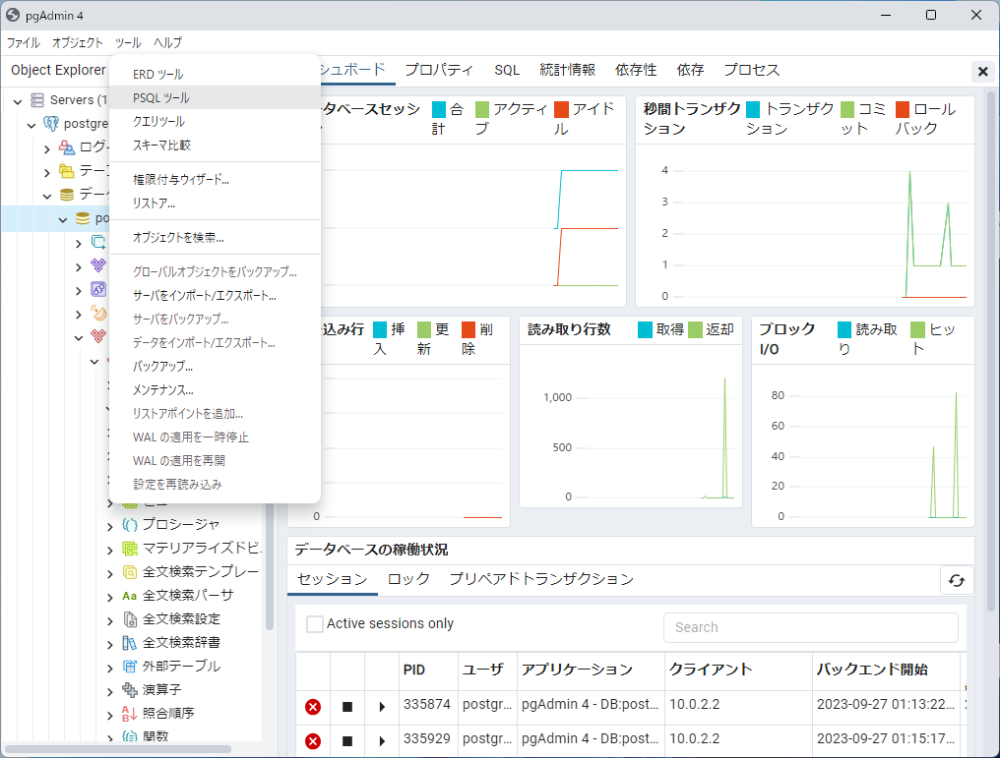 pgAdmin 4
ファイル オブジェクト ツール ヘルプ
Object Explorer
Servers (1
postgre
ログイ
テーブ
データ
po
ERD ツール
PSQL ツール
クエリツール
スキーマ比較
権限付与ウィザード...
リストア...
オブジェクトを検索...
グローバルオブジェクトをバックアップ...
サーバをインポート/エクスポート...
サーバをバックアップ...
データをインポート/エクスポート...
バックアップ...
メンテナンス...
リストアポイントを追加...
WAL の適用を一時停止
WAL の適用を再開
設定を再読み込み
ビュー
プロシージャ
マテリアライズドビ
全文検索テンプレー
Aa 全文検索パーサ
全文検索設定
全文検索辞書
外部テーブル
演算子
照合順序
関数
シュボード プロパティ SQL 統計情報 依存性 依存 プロセス
タベースセッシ
合計
アクティブ
アイドル
秒間トランザクション
トランザクション
コミット
ロールバック
4
3
2
1
0
込み行
挿入
更新
削除
0
読み取り行数
取得
返却
1,000
500
0
ブロック I/O
読み取り
ヒット
80
60
40
20
0
データベースの稼働状況
セッション ロック プリペアドトランザクション
Active sessions only
Search
PID ユーザ アプリケーション クライアント バックエンド開始
335874 postgr... pgAdmin 4 - DB:post... 10.0.2.2 2023-09-27 01:13:22...
335929 postgr... pgAdmin 4 - DB:post... 10.0.2.2 2023-09-27 01:15:17...